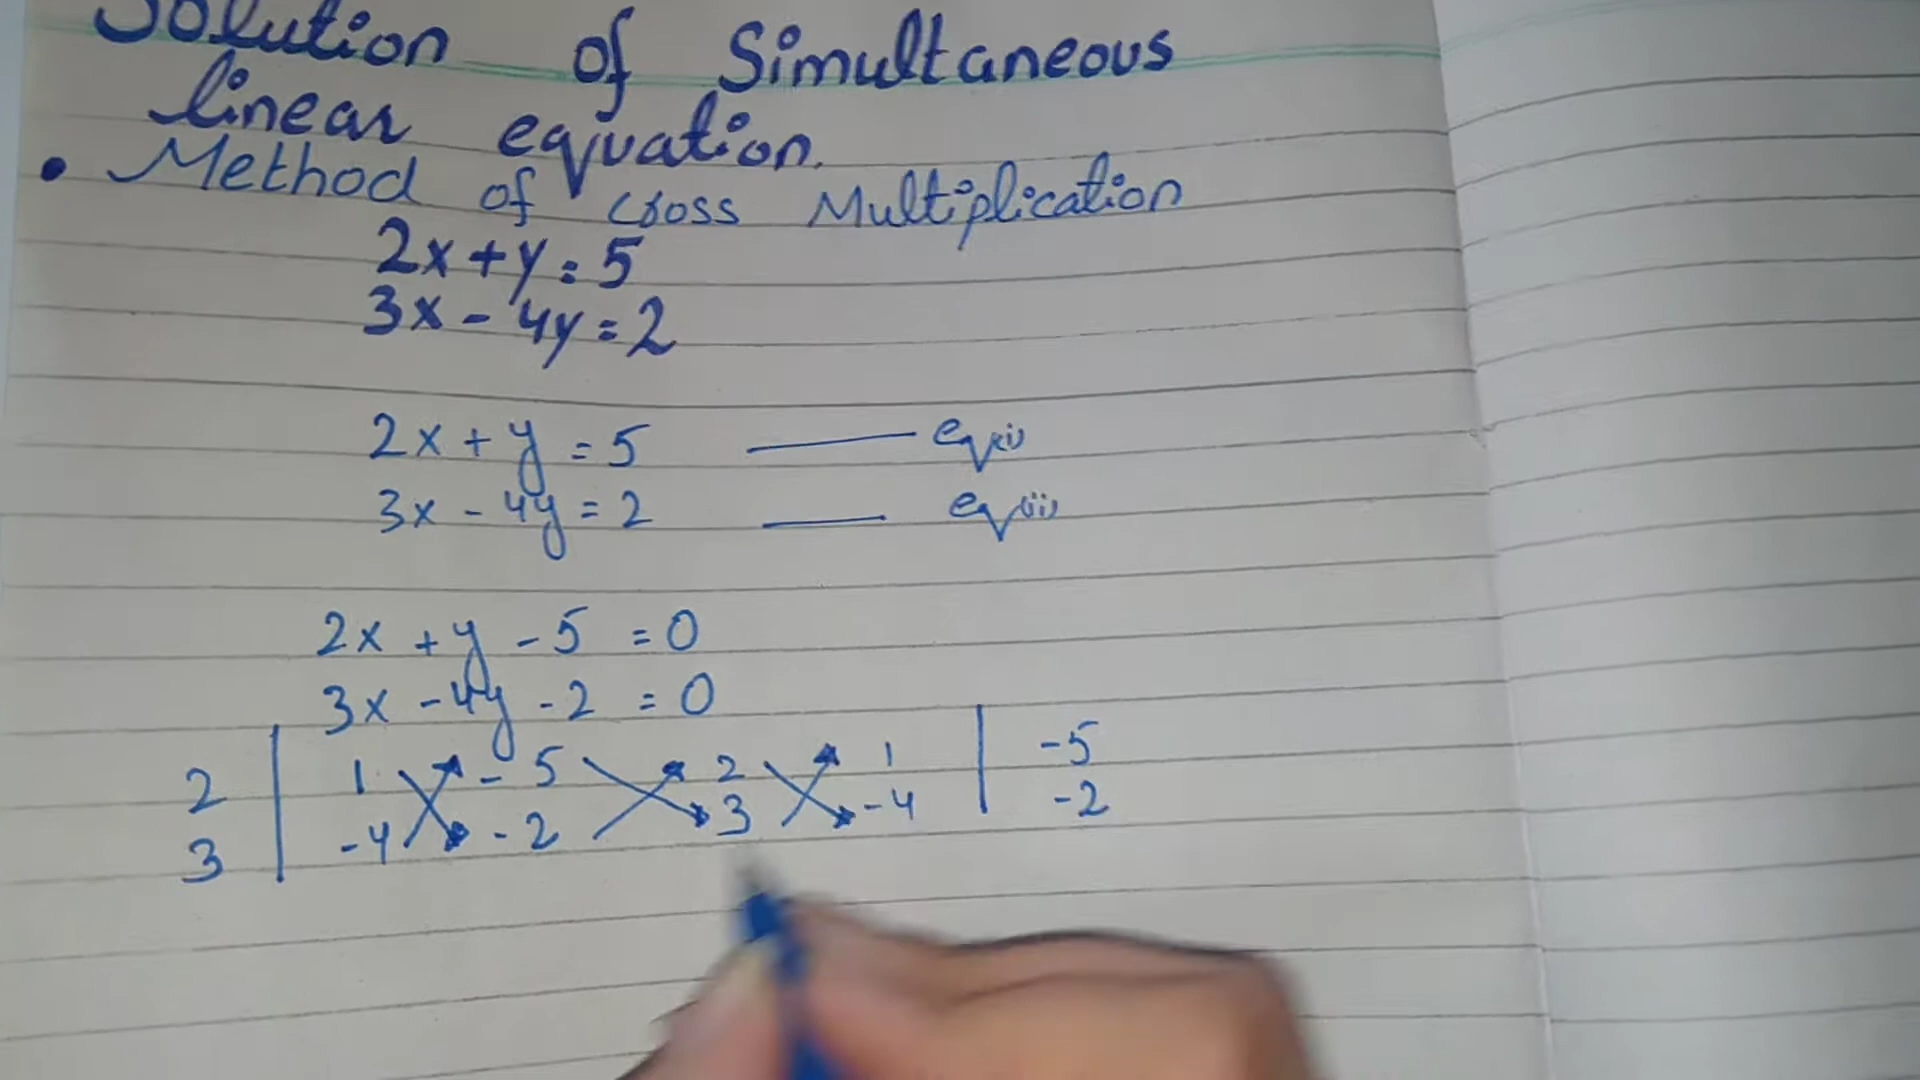 Solution of Simultaneous
linear equation.
• Method of cross Multiplication
2x+y=5
3x-4y=2
2x+y=5 —— eq(i)
3x-4y=2 —— eq(ii)
2x+y-5=0
3x-4y-2=0
2 | 1 -5 2 1 | -5
3 | -4 -2 3 -4 | -2